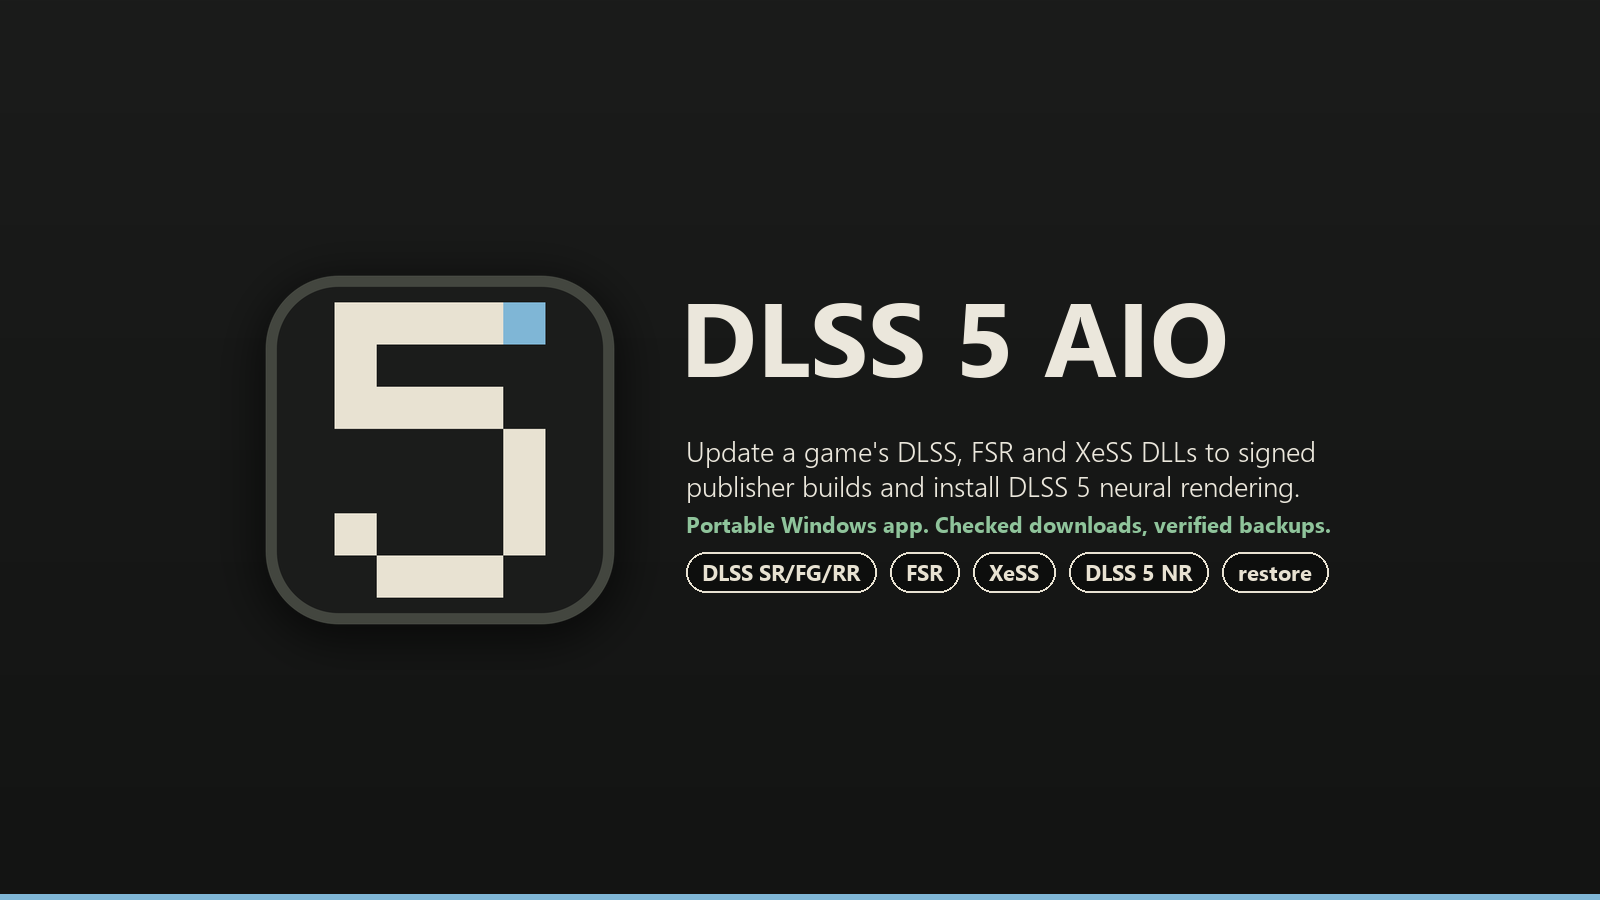 5
DLSS 5 AIO
Update a game's DLSS, FSR and XeSS DLLs to signed
publisher builds and install DLSS 5 neural rendering.
Portable Windows app. Checked downloads, verified backups.
DLSS SR/FG/RR FSR XeSS DLSS 5 NR restore